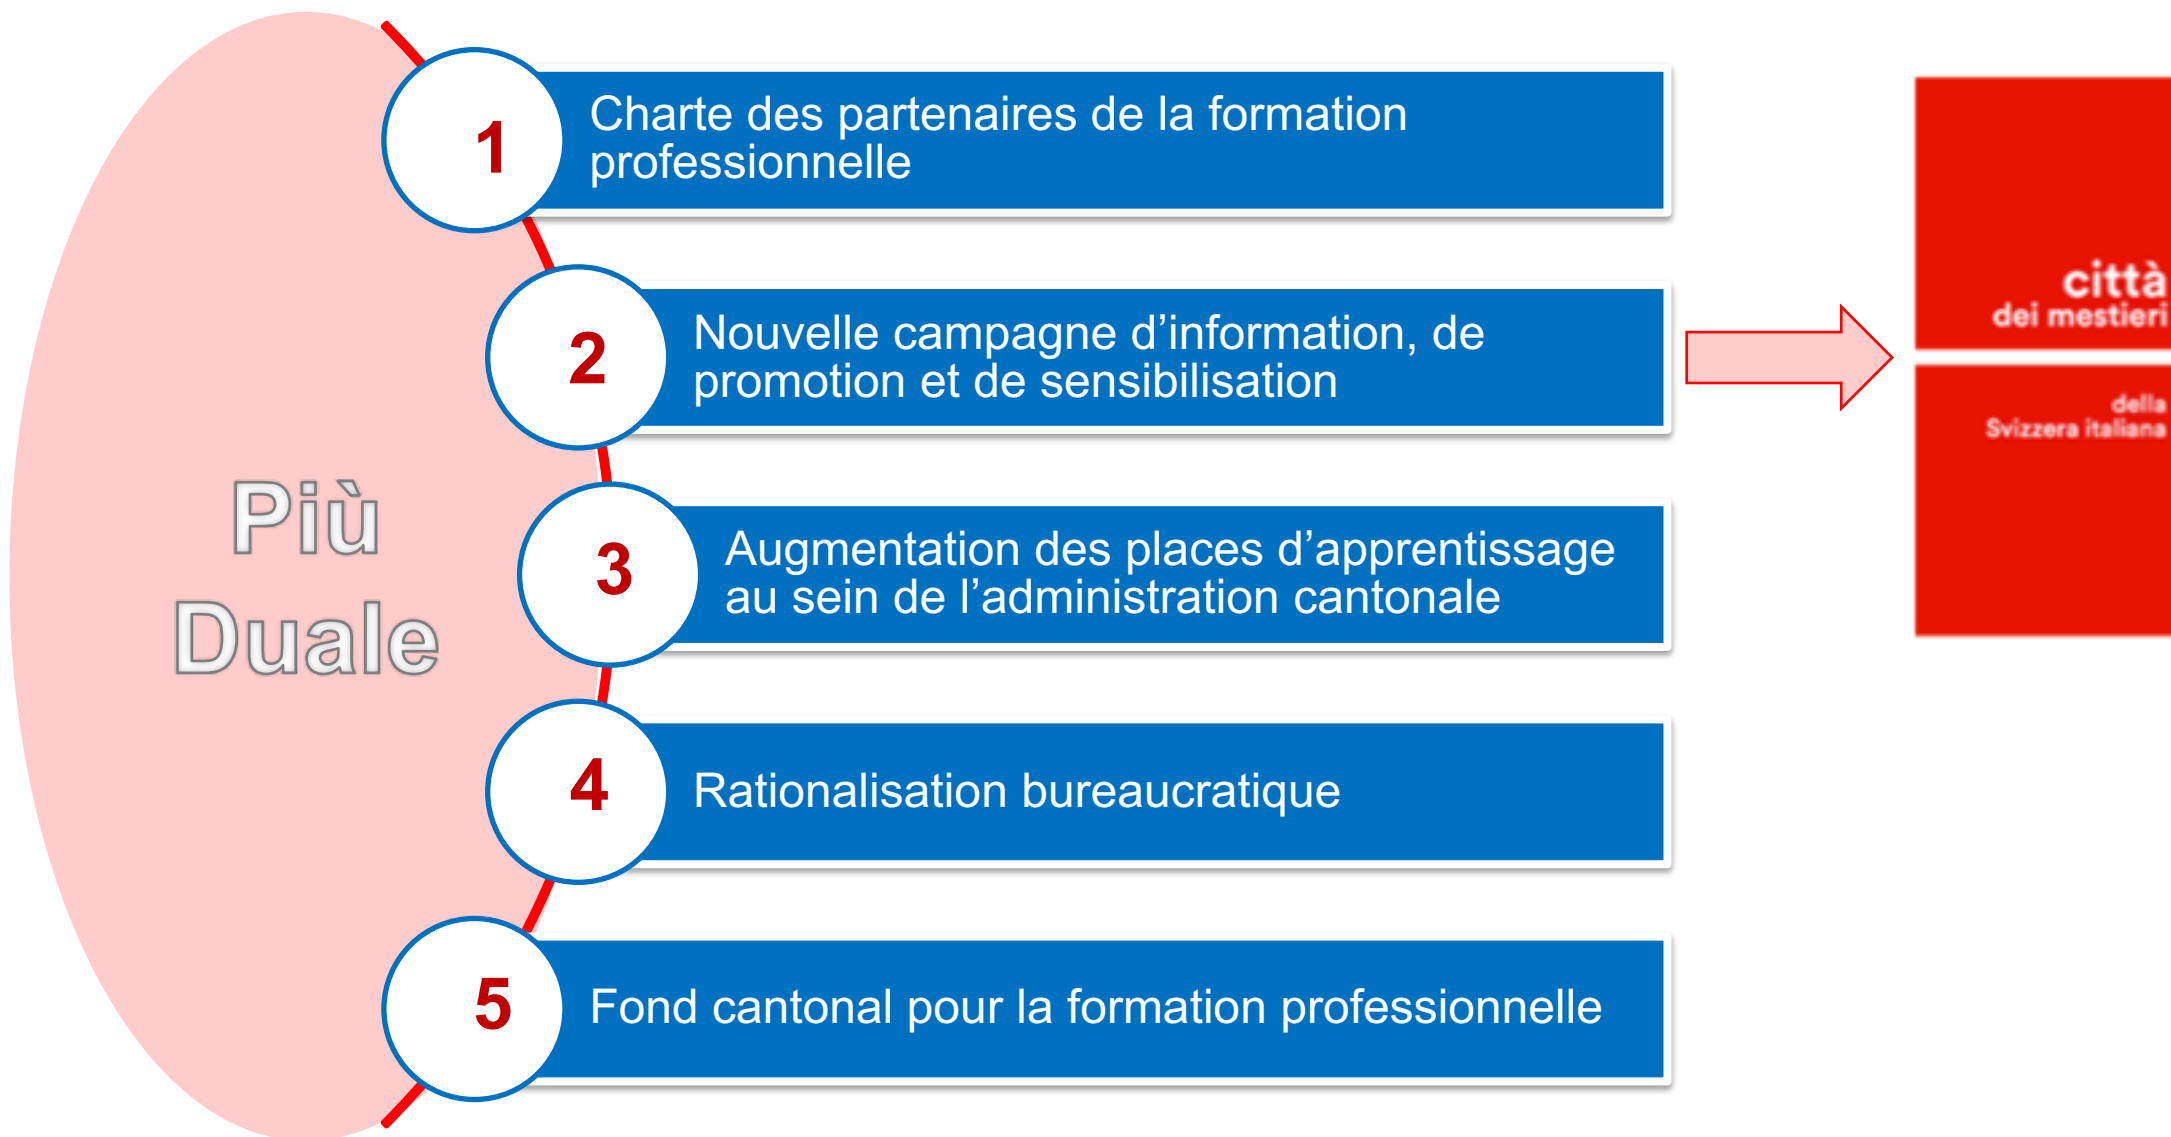 Più
Duale
1
Charte des partenaires de la formation
professionnelle
2
Nouvelle campagne d’information, de
promotion et de sensibilisation
3
Augmentation des places d’apprentissage
au sein de l’administration cantonale
4
Rationalisation bureaucratique
5
Fond cantonal pour la formation professionnelle
città
dei mestieri
della
Svizzera italiana